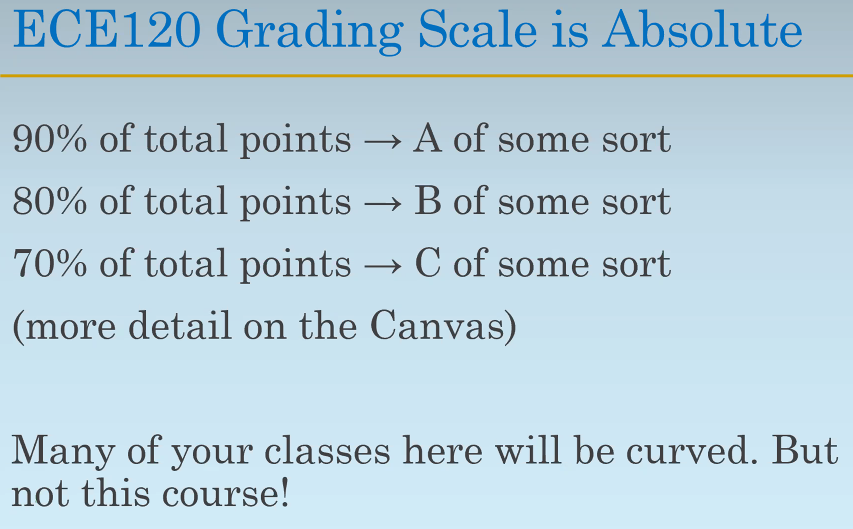 ECE120 Grading Scale is Absolute
90% of total points → A of some sort
80% of total points → B of some sort
70% of total points → C of some sort
(more detail on the Canvas)
Many of your classes here will be curved. But
not this course!